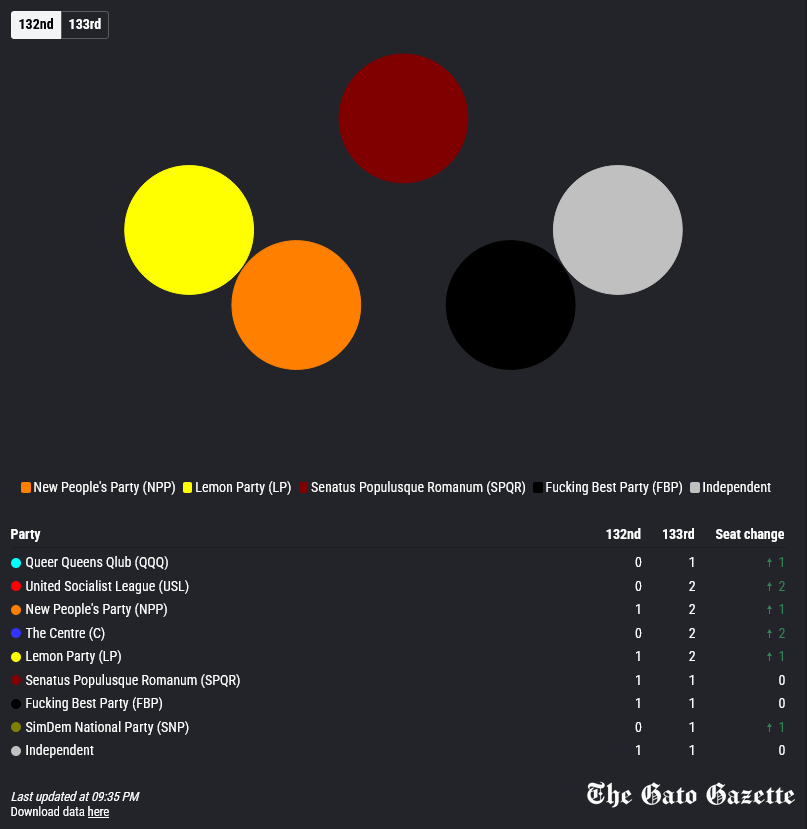 132nd 133rd
New People's Party (NPP) Lemon Party (LP) Senatus Populusque Romanum (SPQR) Fucking Best Party (FBP) Independent
Party 132nd 133rd Seat change
Queer Queens Qlub (QQQ) 0 1 ↑ 1
United Socialist League (USL) 0 2 ↑ 2
New People's Party (NPP) 1 2 ↑ 1
The Centre (C) 0 2 ↑ 2
Lemon Party (LP) 1 2 ↑ 1
Senatus Populusque Romanum (SPQR) 1 1 0
Fucking Best Party (FBP) 1 1 0
SimDem National Party (SNP) 0 1 ↑ 1
Independent 1 1 0
Last updated at 09:35 PM
Download data here
The Gato Gazette